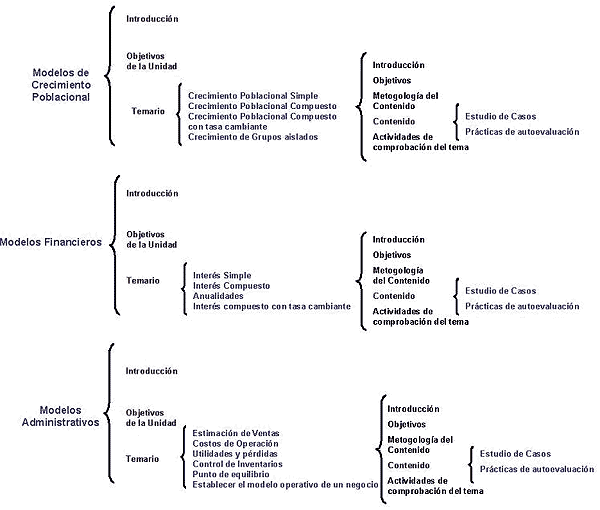 Introducción
Objetivos
de la Unidad
Modelos de
Crecimiento
Poblacional
Temario
Crecimiento Poblacional Simple
Crecimiento Poblacional Compuesto
Crecimiento Poblacional Compuesto
con tasa cambiante
Crecimiento de Grupos aislados
Introducción
Objetivos
Metogología del
Contenido
Contenido
Actividades de
comprobación del tema
Estudio de Casos
Prácticas de autoevaluación
Introducción
Modelos Financieros
Objetivos
de la Unidad
Temario
Interés Simple
Interés Compuesto
Anualidades
Interés compuesto con tasa cambiante
Introducción
Objetivos
Metogología
del Contenido
Contenido
Actividades de
comprobación del tema
Estudio de Casos
Prácticas de autoevaluación
Introducción
Modelos
Administrativos
Objetivos
de la Unidad
Temario
Estimación de Ventas
Costos de Operación
Utilidades y pérdidas
Control de Inventarios
Punto de equilibrio
Establecer el modelo operativo de un negocio
Introducción
Objetivos
Metogología del
Contenido
Contenido
Actividades de
comprobación del tema
Estudio de Casos
Prácticas de autoevaluación